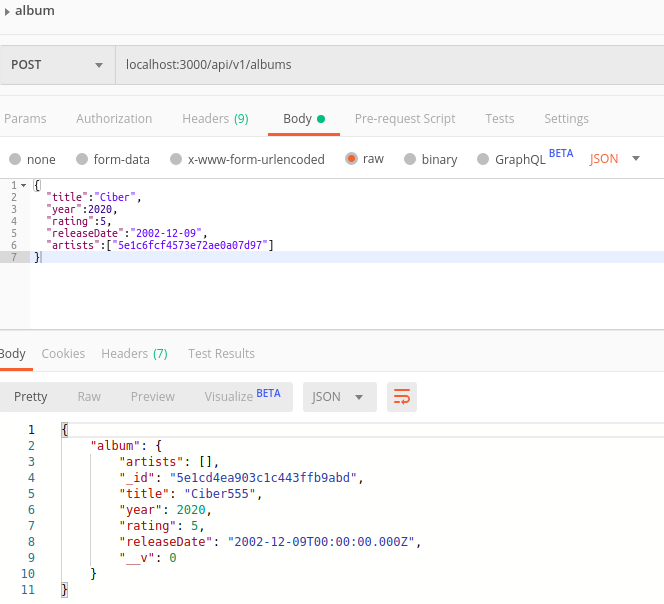 album
POST localhost:3000/api/v1/albums
Params Authorization Headers (9) Body Pre-request Script Tests Settings
none form-data x-www-form-urlencoded raw binary GraphQL BETA JSON
1 {
2 "title":"Ciber",
3 "year":2020,
4 "rating":5,
5 "releaseDate":"2002-12-09",
6 "artists":["5e1c6fcf4573e72ae0a07d97"]
7 }
Body Cookies Headers (7) Test Results
Pretty Raw Preview Visualize BETA JSON
1 {
2 "album": {
3 "artists": [],
4 "_id": "5e1cd4ea903c1c443ffb9abd",
5 "title": "Ciber555",
6 "year": 2020,
7 "rating": 5,
8 "releaseDate": "2002-12-09T00:00:00.000Z",
9 "__v": 0
10 }
11 }